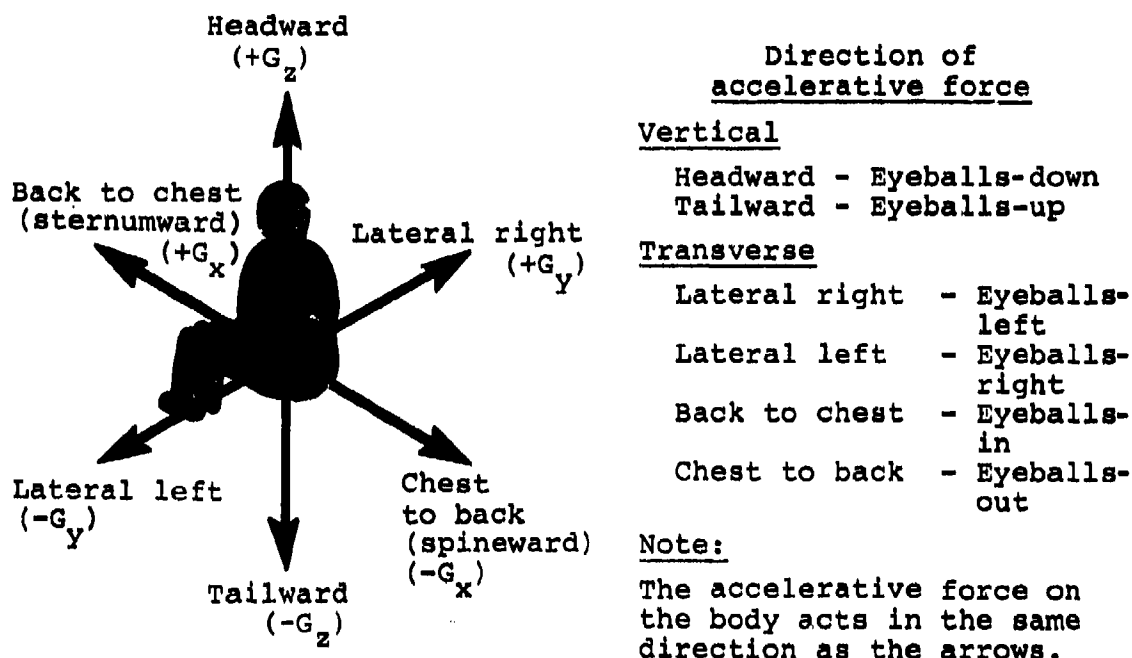 Headward
(+Gz)
Back to chest
(sternumward)
(+Gx)
Lateral right
(+Gy)
Lateral left
(-Gy)
Chest
to back
(spineward)
(-Gx)
Tailward
(-Gz)
Direction of
accelerative force
Vertical
Headward - Eyeballs-down
Tailward - Eyeballs-up
Transverse
Lateral right - Eyeballs-
left
Lateral left - Eyeballs-
right
Back to chest - Eyeballs-
in
Chest to back - Eyeballs-
out
Note:
The accelerative force on
the body acts in the same
direction as the arrows.